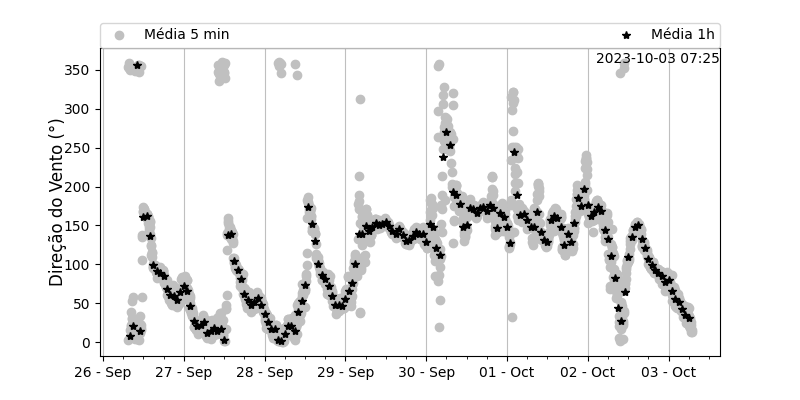 Média 5 min
Média 1h
2023-10-03 07:25
350
300
250
200
150
100
50
0
Direção do Vento (°)
26 - Sep
27 - Sep
28 - Sep
29 - Sep
30 - Sep
01 - Oct
02 - Oct
03 - Oct